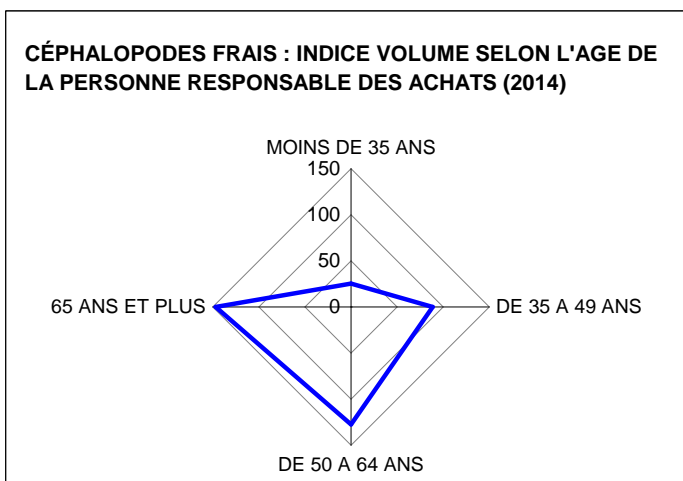 CÉPHALOPODES FRAIS : INDICE VOLUME SELON L'AGE DE
LA PERSONNE RESPONSABLE DES ACHATS (2014)
MOINS DE 35 ANS
150
100
50
0
65 ANS ET PLUS
DE 35 A 49 ANS
DE 50 A 64 ANS